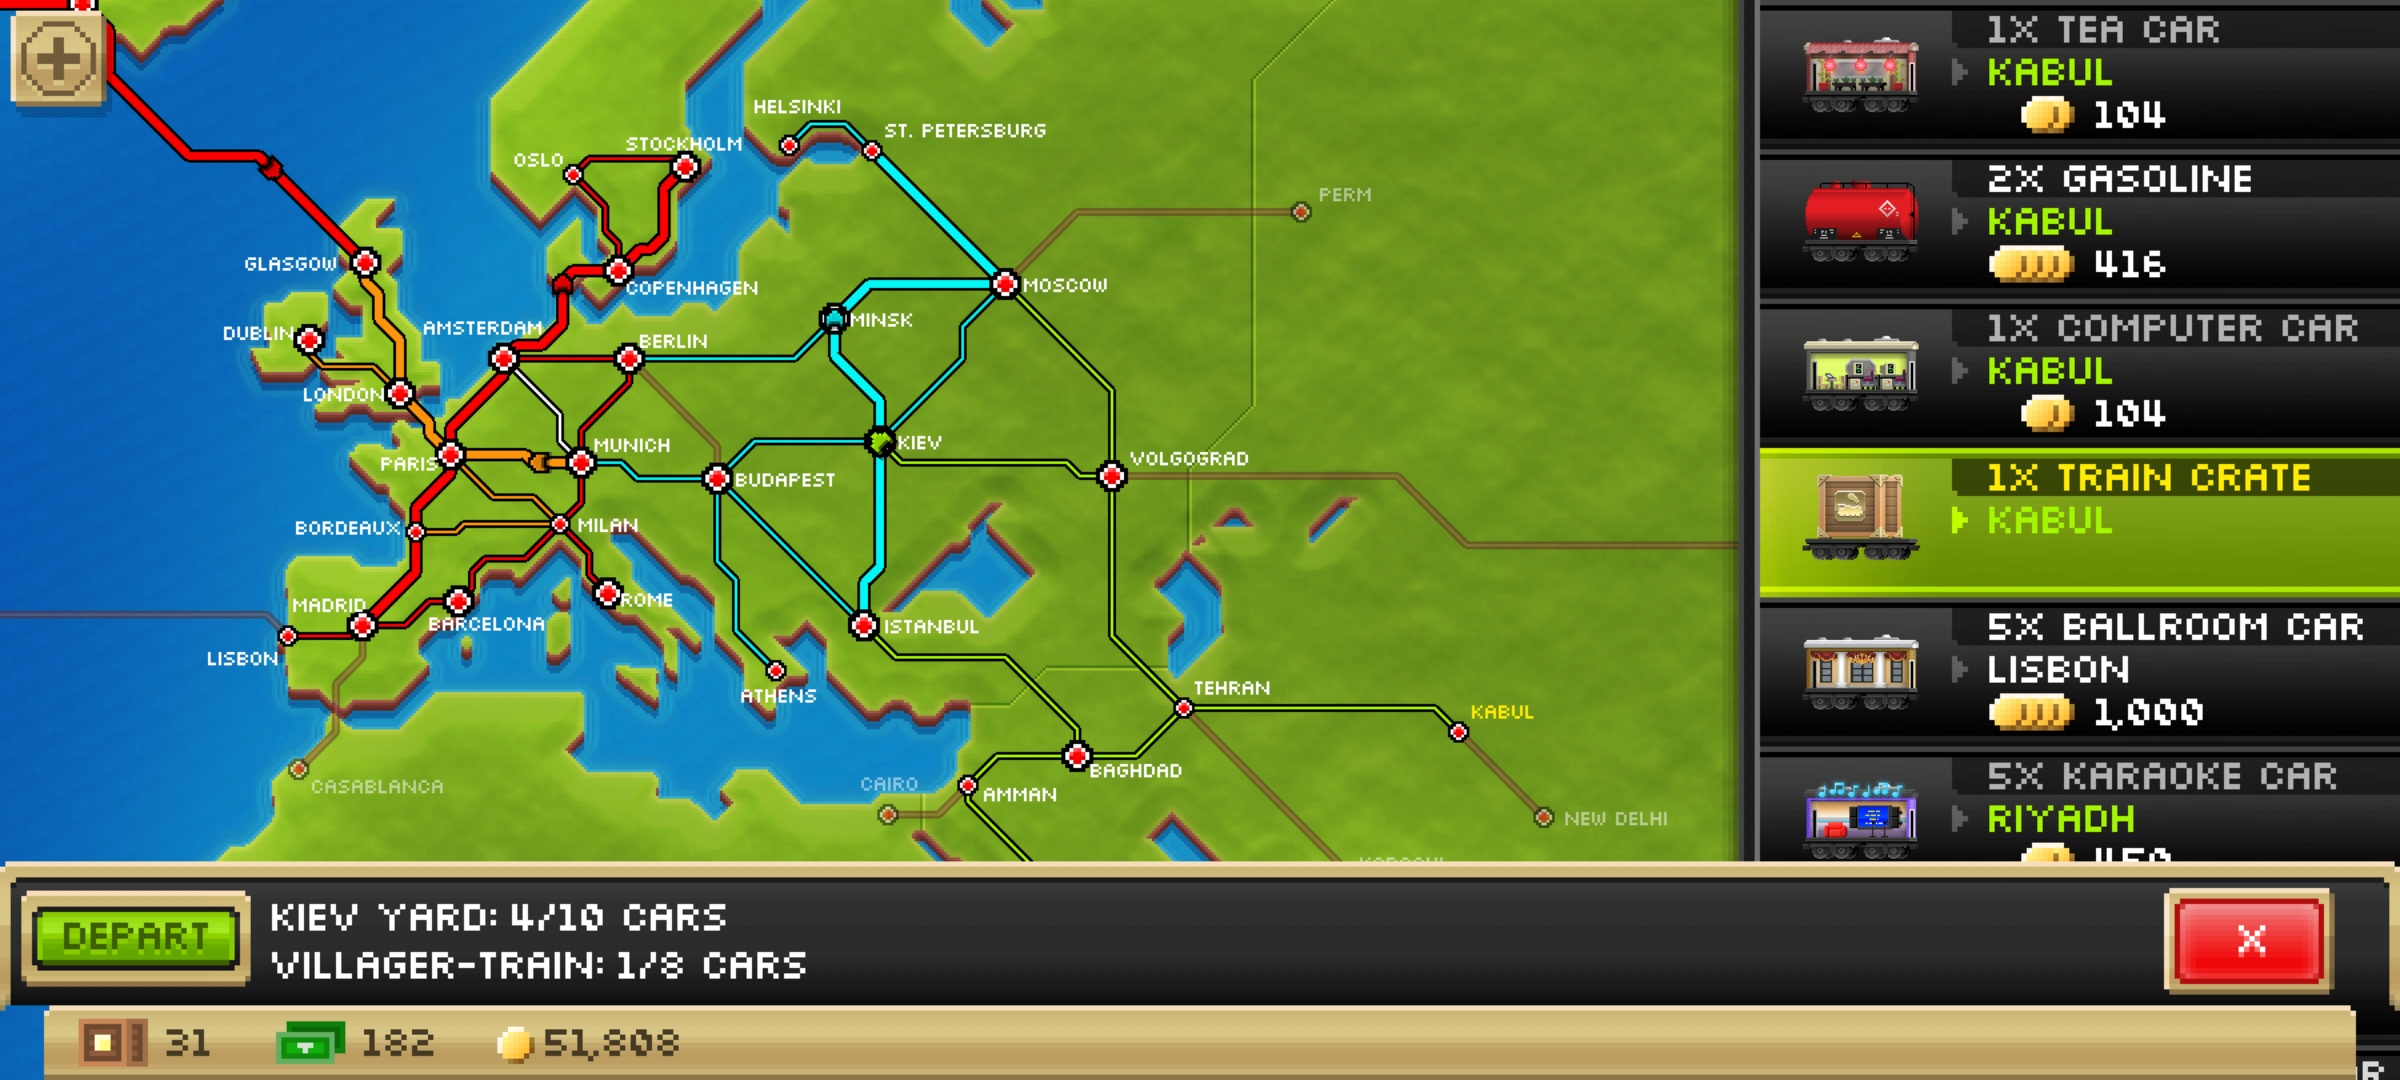 HELSINKI
ST. PETERSBURG
STOCKHOLM
OSLO
PERM
GLASGOW
COPENHAGEN
MOSCOW
DUBLIN
AMSTERDAM
MINSK
BERLIN
LONDON
MUNICH
KIEV
PARIS
VOLGOGRAD
BUDAPEST
BORDEAUX
MILAN
MADRID
ROME
BARCELONA
ISTANBUL
LISBON
ATHENS
TEHRAN
KABUL
BAGHDAD
CASABLANCA
CAIRO
AMMAN
NEW DELHI
1X TEA CAR
KABUL
104
2X GASOLINE
KABUL
416
1X COMPUTER CAR
KABUL
104
1X TRAIN CRATE
KABUL
5X BALLROOM CAR
LISBON
1,000
5X KARAOKE CAR
RIYADH
450
DEPART
KIEV YARD: 4/10 CARS
VILLAGER-TRAIN: 1/8 CARS
X
31
182
51,808